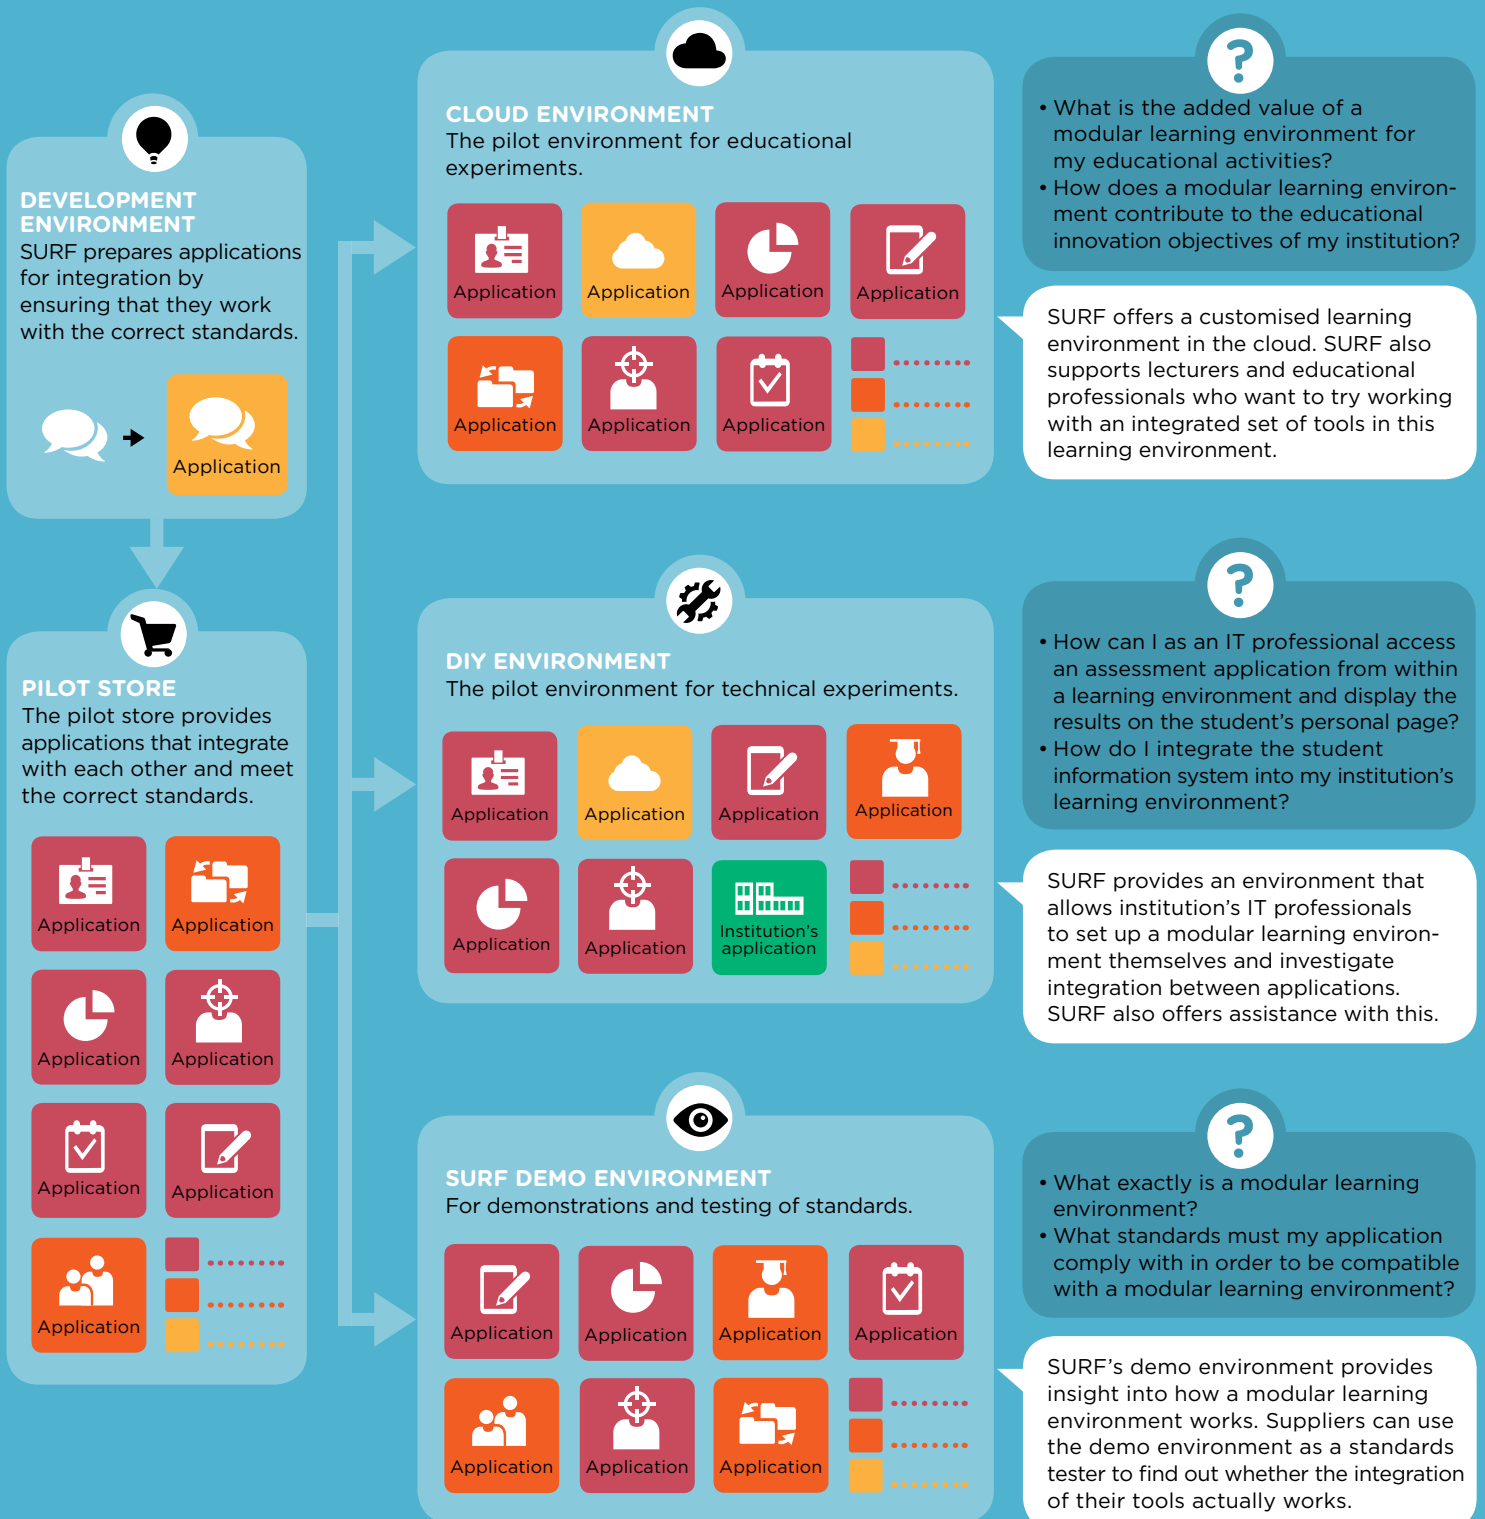 DEVELOPMENT
ENVIRONMENT
SURF prepares applications
for integration by
ensuring that they work
with the correct standards.
Application
PILOT STORE
The pilot store provides
applications that integrate
with each other and meet
the correct standards.
Application
Application
Application
Application
Application
Application
Application
CLOUD ENVIRONMENT
The pilot environment for educational
experiments.
Application
Application
Application
Application
Application
Application
Application
?
• What is the added value of a
modular learning environment for
my educational activities?
• How does a modular learning environ-
ment contribute to the educational
innovation objectives of my institution?
SURF offers a customised learning
environment in the cloud. SURF also
supports lecturers and educational
professionals who want to try working
with an integrated set of tools in this
learning environment.
DIY ENVIRONMENT
The pilot environment for technical experiments.
Application
Application
Application
Application
Application
Application
Institution's
application
?
• How can I as an IT professional access
an assessment application from within
a learning environment and display the
results on the student's personal page?
• How do I integrate the student
information system into my institution's
learning environment?
SURF provides an environment that
allows institution's IT professionals
to set up a modular learning environ-
ment themselves and investigate
integration between applications.
SURF also offers assistance with this.
SURF DEMO ENVIRONMENT
For demonstrations and testing of standards.
Application
Application
Application
Application
Application
Application
Application
?
• What exactly is a modular learning
environment?
• What standards must my application
comply with in order to be compatible
with a modular learning environment?
SURF's demo environment provides
insight into how a modular learning
environment works. Suppliers can use
the demo environment as a standards
tester to find out whether the integration
of their tools actually works.